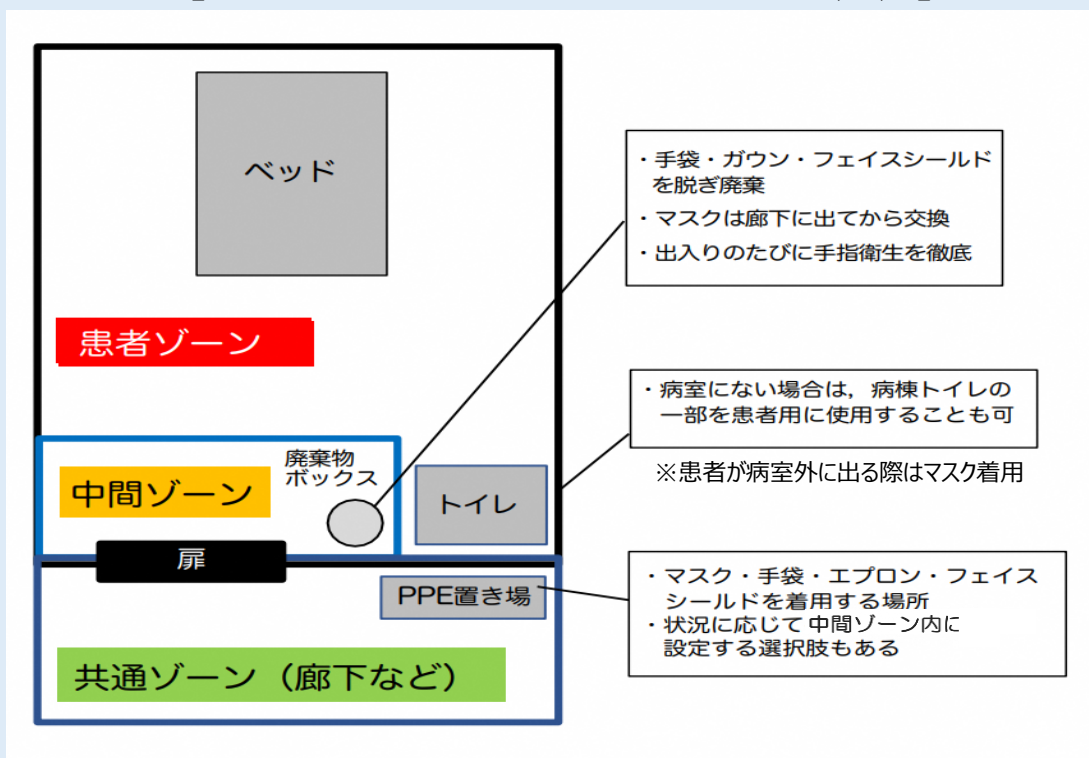 ベッド
患者ゾーン
中間ゾーン
廃棄物
ボックス
トイレ
扉
PPE置き場
共通ゾーン（廊下など）
・手袋・ガウン・フェイスシールド
を脱ぎ廃棄
・マスクは廊下に出てから交換
・出入りのたびに手指衛生を徹底
・病室にない場合は，病棟トイレの
一部を患者用に使用することも可
※患者が病室外に出る際はマスク着用
・マスク・手袋・エプロン・フェイス
シールドを着用する場所
・状況に応じて中間ゾーン内に
設定する選択肢もある